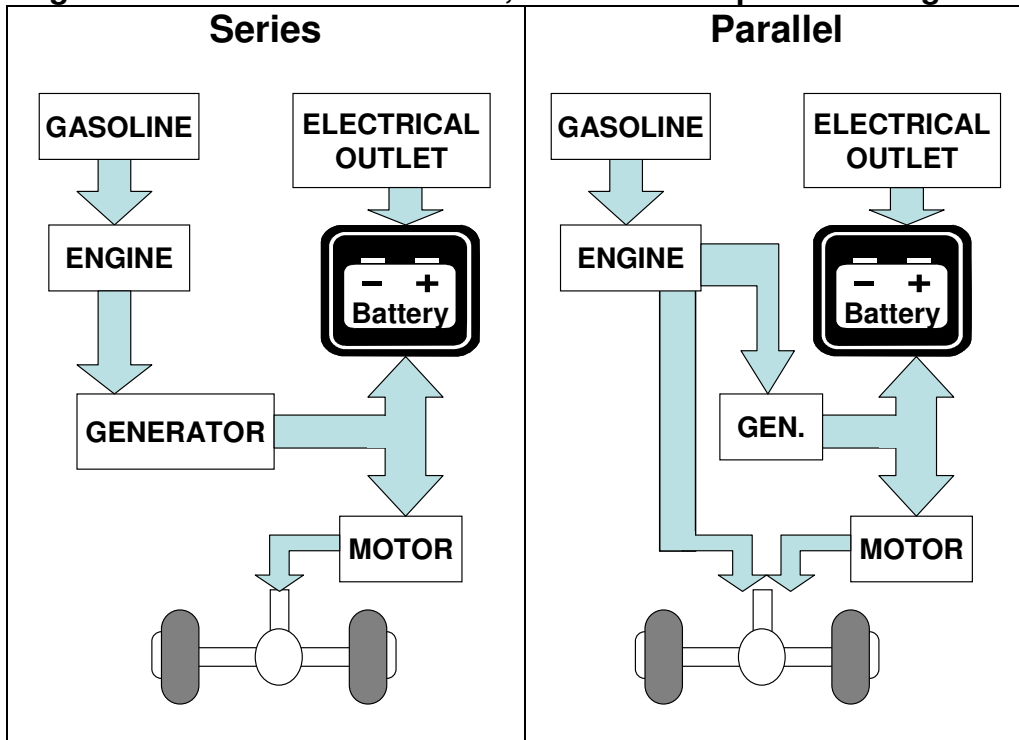 Series
GASOLINE
ELECTRICAL
OUTLET
ENGINE
− +
Battery
GENERATOR
MOTOR
Parallel
GASOLINE
ELECTRICAL
OUTLET
ENGINE
− +
Battery
GEN.
MOTOR